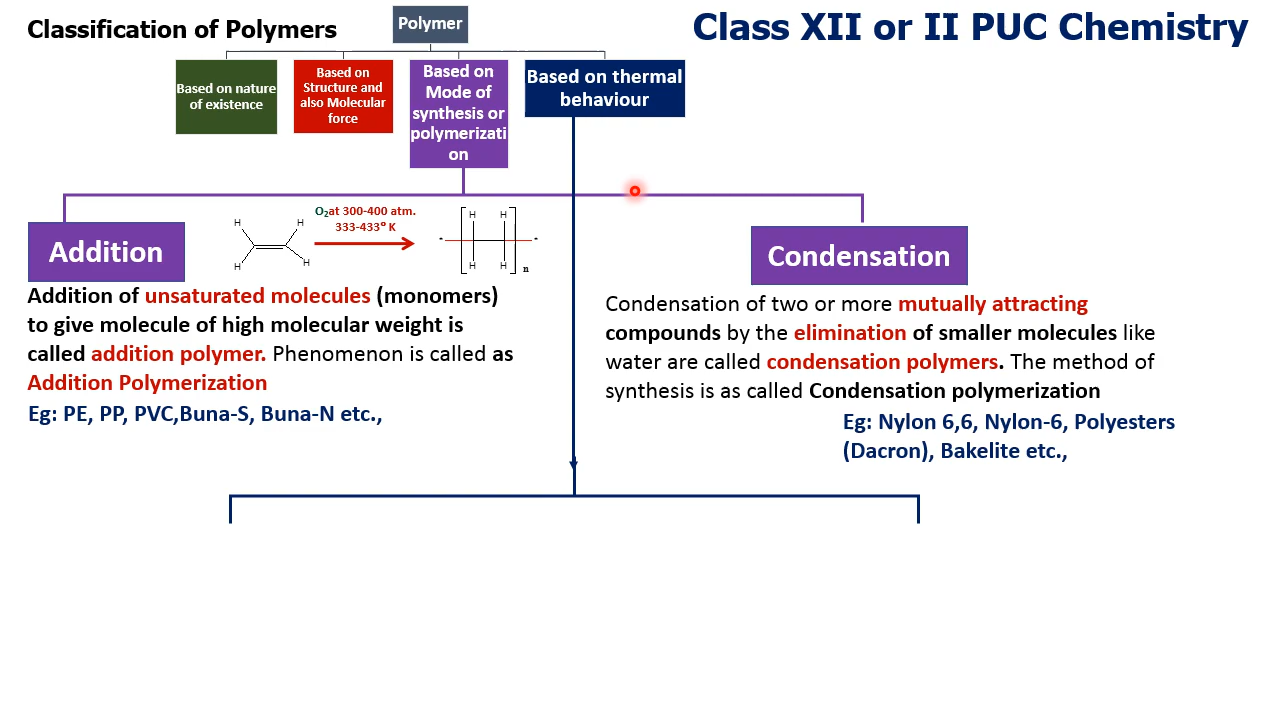 Classification of Polymers
Polymer
Class XII or II PUC Chemistry
Based on nature
of existence
Based on
Structure and
also Molecular
force
Based on
Mode of
synthesis or
polymerizati
on
Based on thermal
behaviour
Addition
H
H
H
H
O₂at 300-400 atm.
333-433° K
H
H
H
H
n
Condensation
Addition of unsaturated molecules (monomers)
to give molecule of high molecular weight is
called addition polymer. Phenomenon is called as
Addition Polymerization
Eg: PE, PP, PVC,Buna-S, Buna-N etc.,
Condensation of two or more mutually attracting
compounds by the elimination of smaller molecules like
water are called condensation polymers. The method of
synthesis is as called Condensation polymerization
Eg: Nylon 6,6, Nylon-6, Polyesters
(Dacron), Bakelite etc.,